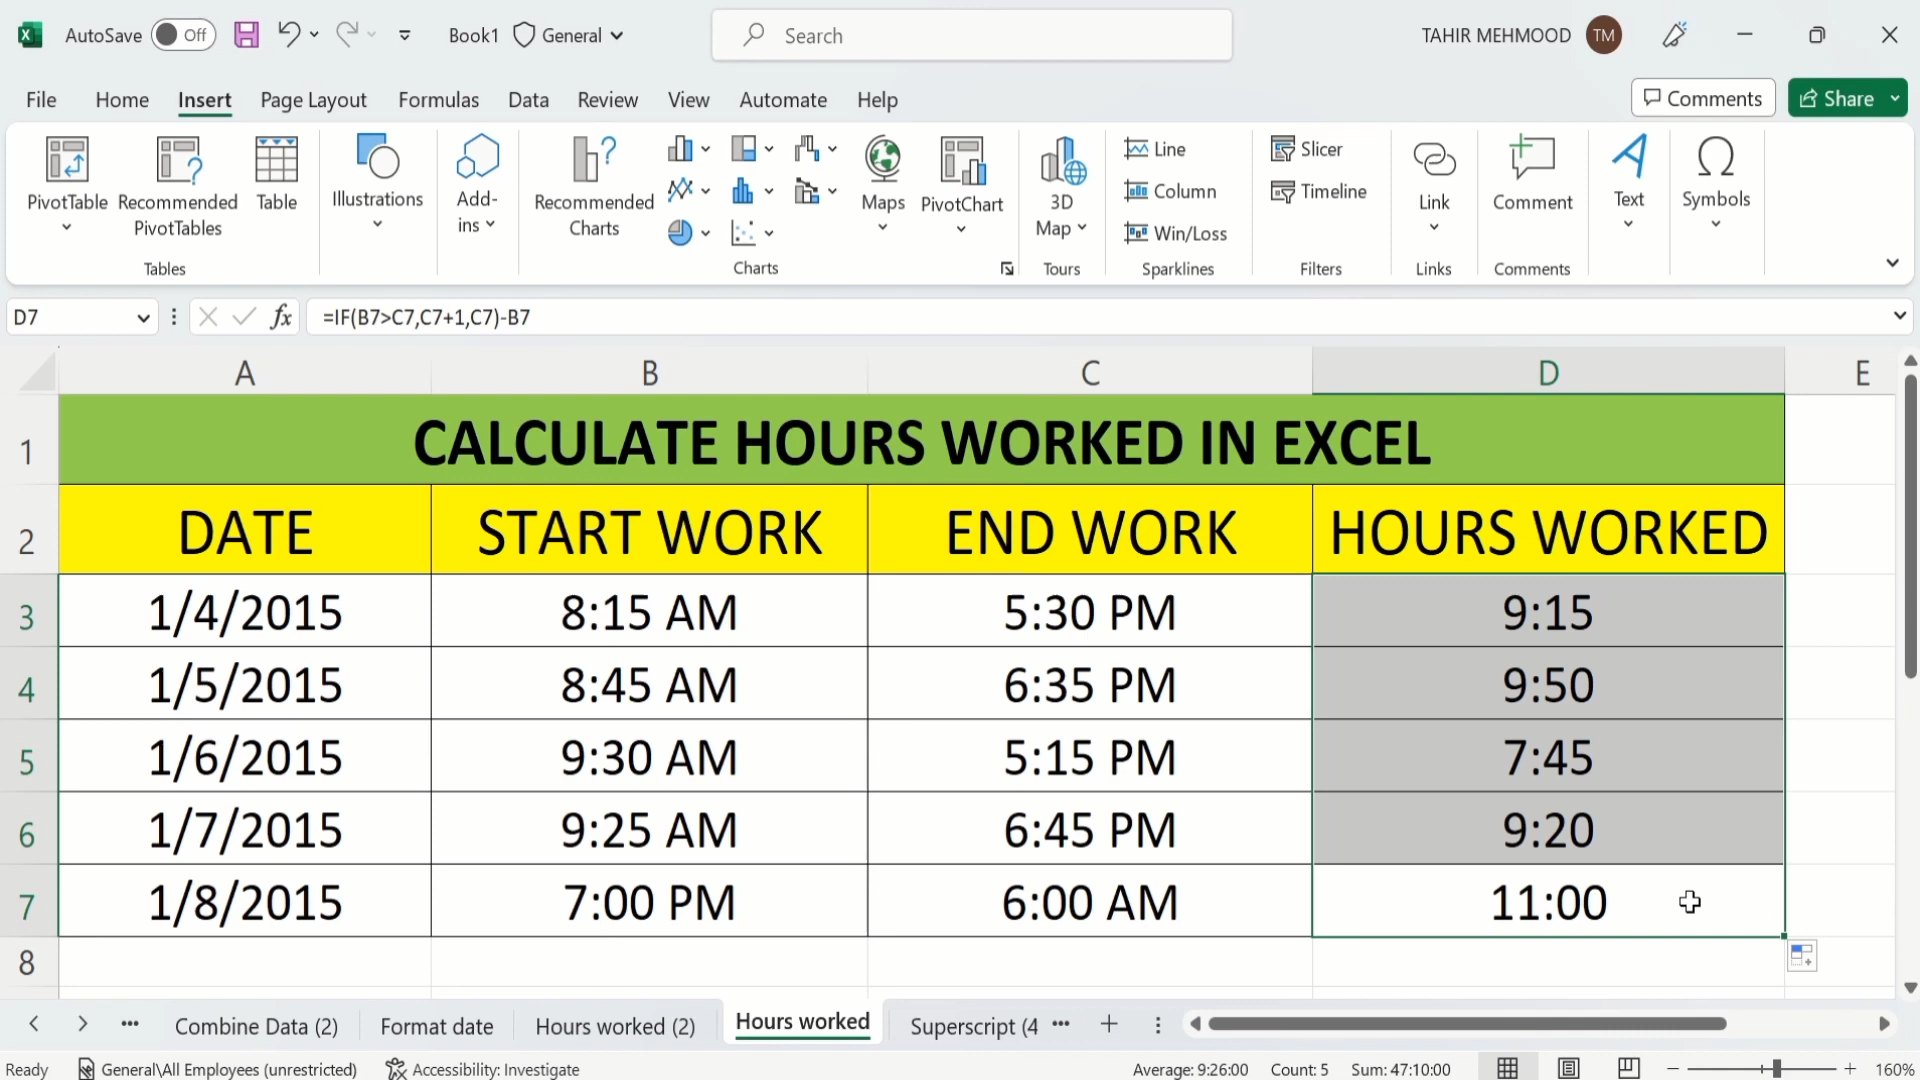 AutoSave Off Book1 General Search TAHIR MEHMOOD TM
File Home Insert Page Layout Formulas Data Review View Automate Help Comments Share
PivotTable Recommended PivotTables Table Illustrations Add-ins Recommended Charts Maps PivotChart 3D Map Line Column Win/Loss Slicer Timeline Link Comment Text Symbols
Tables Charts Tours Sparklines Filters Links Comments
D7 fx =IF(B7>C7,C7+1,C7)-B7
A B C D E
1 CALCULATE HOURS WORKED IN EXCEL
2 DATE START WORK END WORK HOURS WORKED
3 1/4/2015 8:15 AM 5:30 PM 9:15
4 1/5/2015 8:45 AM 6:35 PM 9:50
5 1/6/2015 9:30 AM 5:15 PM 7:45
6 1/7/2015 9:25 AM 6:45 PM 9:20
7 1/8/2015 7:00 PM 6:00 AM 11:00
8
Combine Data (2) Format date Hours worked (2) Hours worked Superscript (4
Ready General\All Employees (unrestricted) Accessibility: Investigate Average: 9:26:00 Count: 5 Sum: 47:10:00 160%